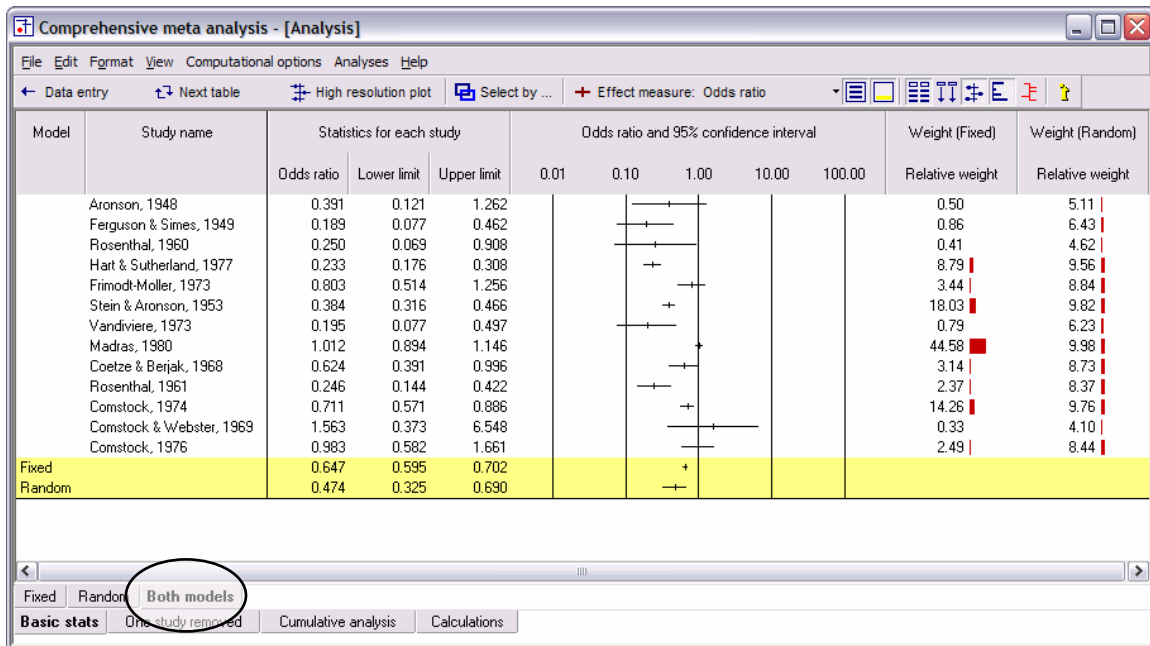 Comprehensive meta analysis - [Analysis]
File Edit Format View Computational options Analyses Help
Data entry Next table High resolution plot Select by ... Effect measure: Odds ratio
Model Study name Statistics for each study Odds ratio and 95% confidence interval Weight (Fixed) Weight (Random)
Odds ratio Lower limit Upper limit 0.01 0.10 1.00 10.00 100.00 Relative weight Relative weight
Aronson, 1948 0.391 0.121 1.262 0.50 5.11
Ferguson & Simes, 1949 0.189 0.077 0.462 0.86 6.43
Rosenthal, 1960 0.250 0.069 0.908 0.41 4.62
Hart & Sutherland, 1977 0.233 0.176 0.308 8.79 9.56
Frimodt-Moller, 1973 0.803 0.514 1.256 3.44 8.84
Stein & Aronson, 1953 0.384 0.316 0.466 18.03 9.82
Vandiviere, 1973 0.195 0.077 0.497 0.79 6.23
Madras, 1980 1.012 0.894 1.146 44.58 9.98
Coetze & Berjak, 1968 0.624 0.391 0.996 3.14 8.73
Rosenthal, 1961 0.246 0.144 0.422 2.37 8.37
Comstock, 1974 0.711 0.571 0.886 14.26 9.76
Comstock & Webster, 1969 1.563 0.373 6.548 0.33 4.10
Comstock, 1976 0.983 0.582 1.661 2.49 8.44
Fixed 0.647 0.595 0.702
Random 0.474 0.325 0.690
Fixed Random Both models
Basic stats One study removed Cumulative analysis Calculations